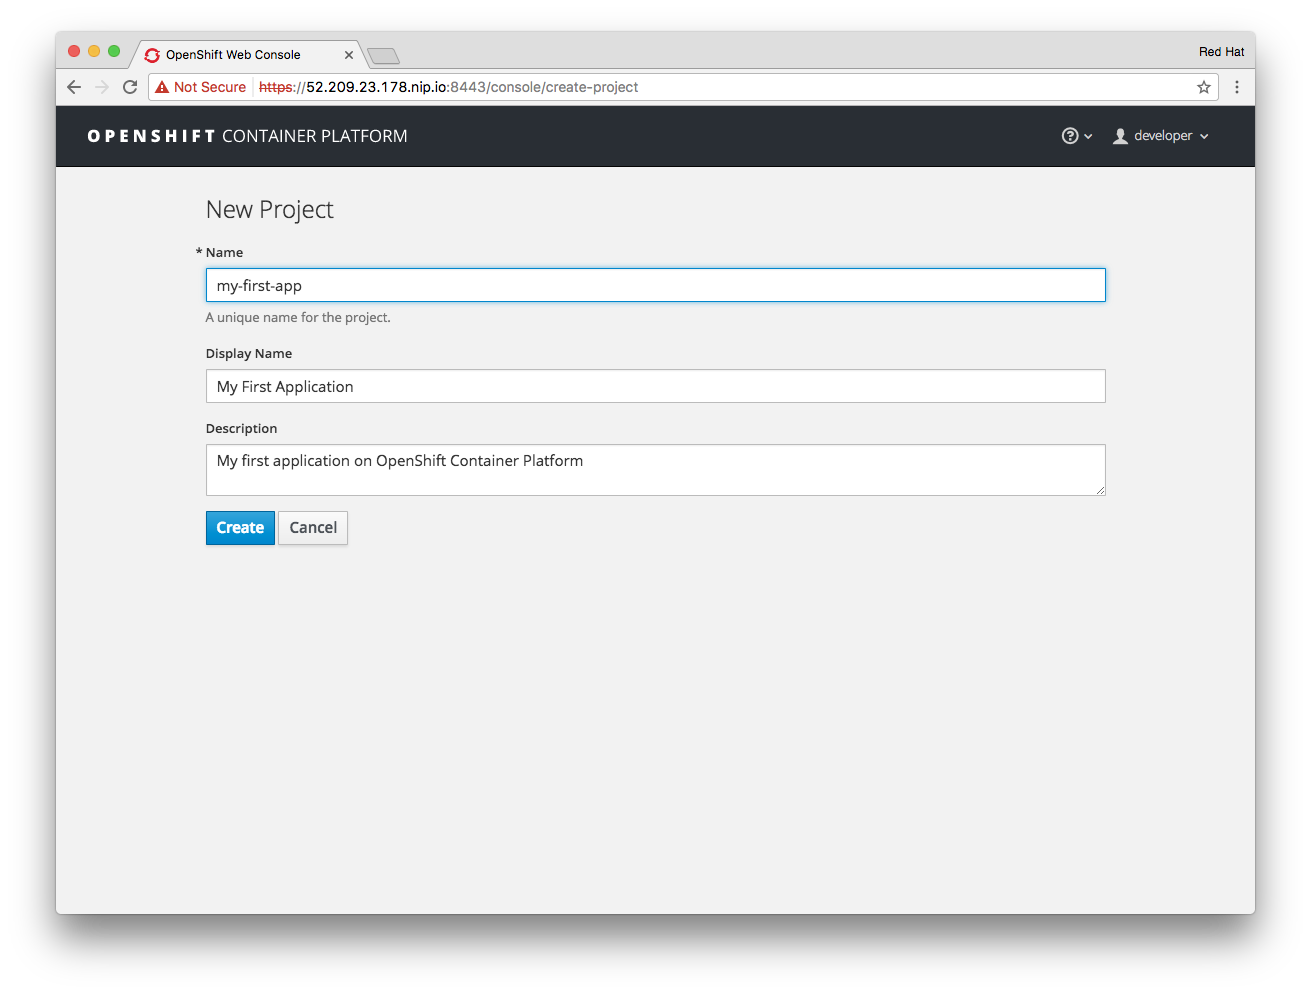 OpenShift Web Console
Red Hat
Not Secure https://52.209.23.178.nip.io:8443/console/create-project
OPENSHIFT CONTAINER PLATFORM
developer
New Project
* Name
my-first-app
A unique name for the project.
Display Name
My First Application
Description
My first application on OpenShift Container Platform
Create Cancel